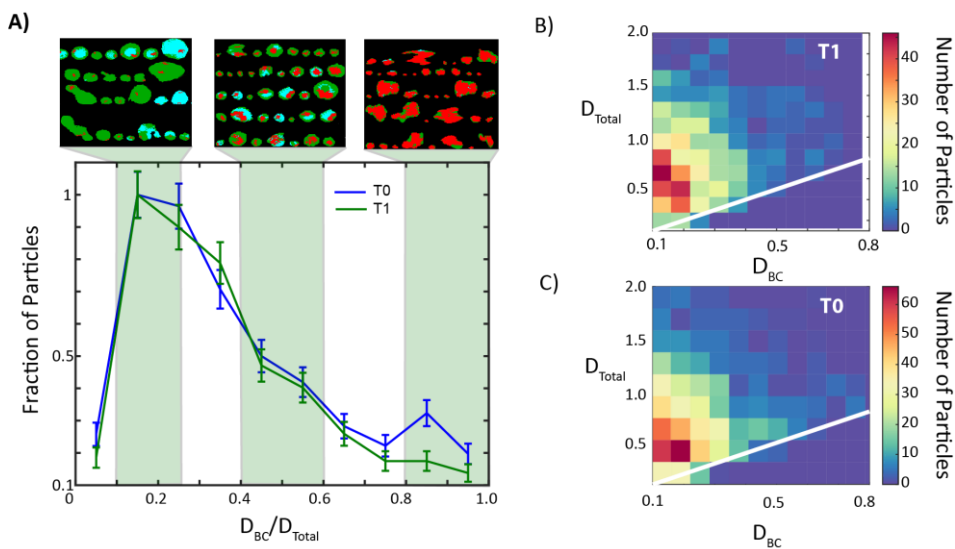 A)
Fraction of Particles
1
0.5
0.1
T0
T1
0
0.2
0.4
0.6
0.8
1.0
D_BC/D_Total
B)
D_Total
2.0
1.5
1.0
0.5
T1
0.1
0.5
0.8
D_BC
40
30
20
10
0
Number of Particles
C)
D_Total
2.0
1.5
1.0
0.5
T0
0.1
0.5
0.8
D_BC
60
50
40
30
20
10
0
Number of Particles